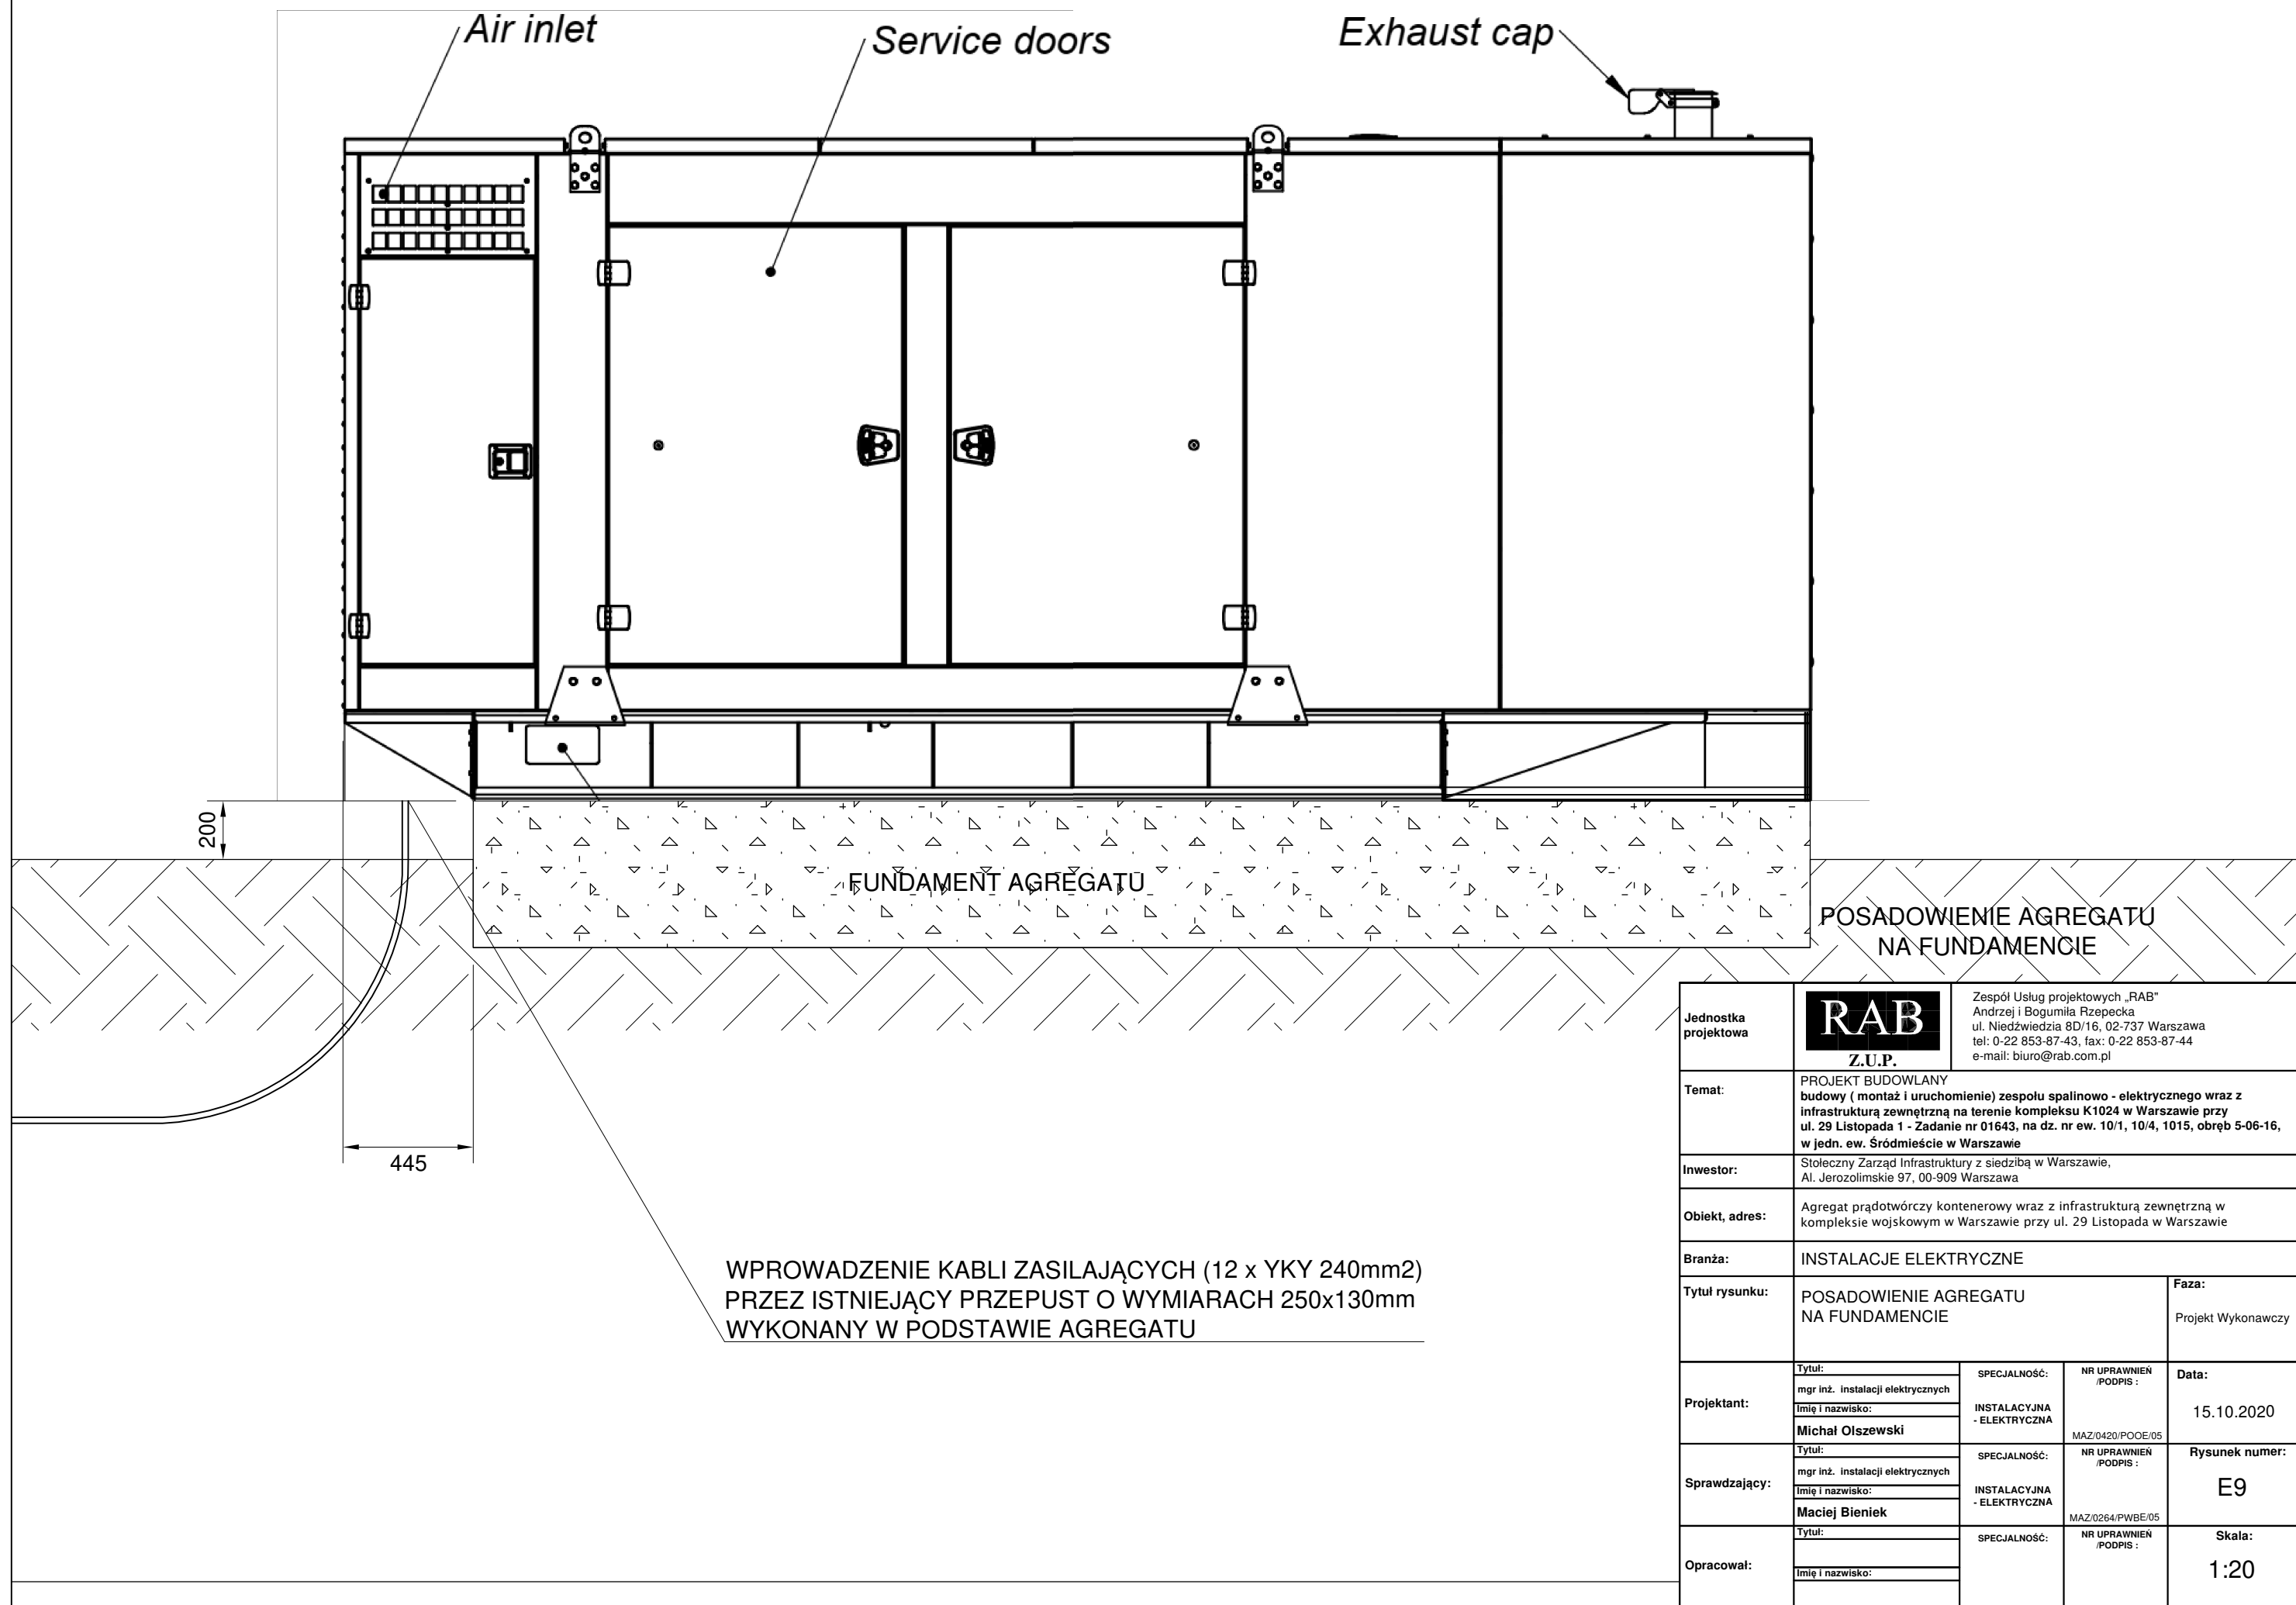 Air inlet
Service doors
Exhaust cap
200
FUNDAMENT AGREGATU
POSADOWIENIE AGREGATU
NA FUNDAMENCIE
445
WPROWADZENIE KABLI ZASILAJĄCYCH (12 x YKY 240mm2)
PRZEZ ISTNIEJĄCY PRZEPUST O WYMIARACH 250x130mm
WYKONANY W PODSTAWIE AGREGATU
Jednostka
projektowa
RAB
Z.U.P.
Zespół Usług projektowych „RAB"
Andrzej i Bogumiła Rzepecka
ul. Niedźwiedzia 8D/16, 02-737 Warszawa
tel: 0-22 853-87-43, fax: 0-22 853-87-44
e-mail: biuro@rab.com.pl
Temat:
PROJEKT BUDOWLANY
budowy ( montaż i uruchomienie) zespołu spalinowo - elektrycznego wraz z
infrastrukturą zewnętrzną na terenie kompleksu K1024 w Warszawie przy
ul. 29 Listopada 1 - Zadanie nr 01643, na dz. nr ew. 10/1, 10/4, 1015, obręb 5-06-16,
w jedn. ew. Śródmieście w Warszawie
Inwestor:
Stołeczny Zarząd Infrastruktury z siedzibą w Warszawie,
Al. Jerozolimskie 97, 00-909 Warszawa
Obiekt, adres:
Agregat prądotwórczy kontenerowy wraz z infrastrukturą zewnętrzną w
kompleksie wojskowym w Warszawie przy ul. 29 Listopada w Warszawie
Branża:
INSTALACJE ELEKTRYCZNE
Tytuł rysunku:
POSADOWIENIE AGREGATU
NA FUNDAMENCIE
Faza:
Projekt Wykonawczy
Projektant:
Tytuł:
mgr inż. instalacji elektrycznych
Imię i nazwisko:
Michał Olszewski
SPECJALNOŚĆ:
INSTALACYJNA
- ELEKTRYCZNA
NR UPRAWNIEŃ
/PODPIS :
MAZ/0420/POOE/05
Data:
15.10.2020
Sprawdzający:
Tytuł:
mgr inż. instalacji elektrycznych
Imię i nazwisko:
Maciej Bieniek
SPECJALNOŚĆ:
INSTALACYJNA
- ELEKTRYCZNA
NR UPRAWNIEŃ
/PODPIS :
MAZ/0264/PWBE/05
Rysunek numer:
E9
Opracował:
Tytuł:
Imię i nazwisko:
SPECJALNOŚĆ:
NR UPRAWNIEŃ
/PODPIS :
Skala:
1:20